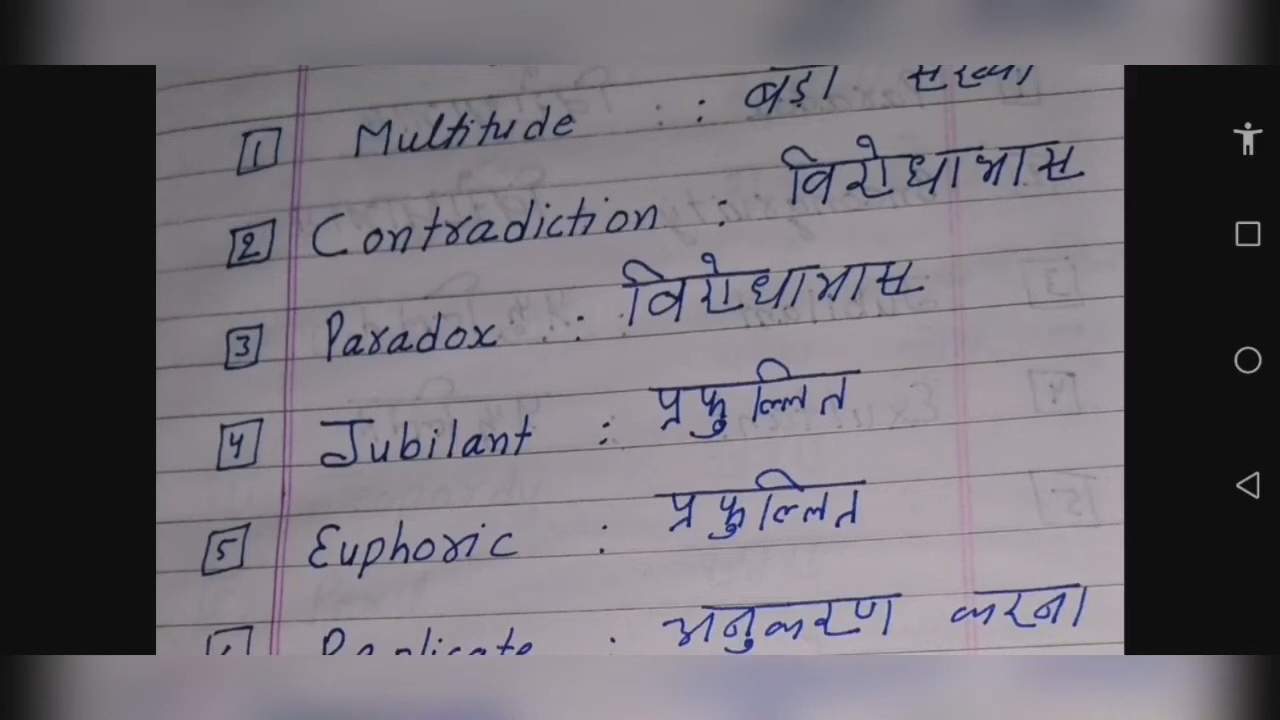 1 Multitude : बड़ी संख्या
2 Contradiction : विरोधाभास
3 Paradox : विरोधाभास
4 Jubilant : प्रफुल्लित
5 Euphoric : प्रफुल्लित
Replicate : अनुकरण करना